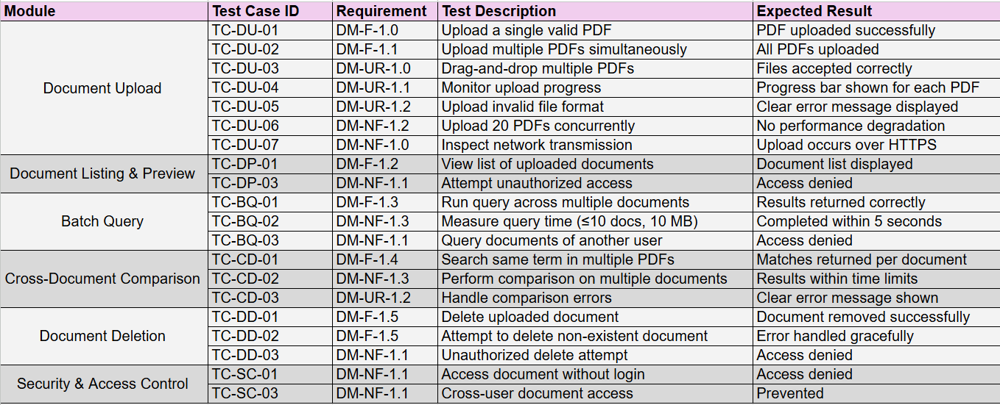 Module Test Case ID Requirement Test Description Expected Result
Document Upload
TC-DU-01 DM-F-1.0 Upload a single valid PDF PDF uploaded successfully
TC-DU-02 DM-F-1.1 Upload multiple PDFs simultaneously All PDFs uploaded
TC-DU-03 DM-UR-1.0 Drag-and-drop multiple PDFs Files accepted correctly
TC-DU-04 DM-UR-1.1 Monitor upload progress Progress bar shown for each PDF
TC-DU-05 DM-UR-1.2 Upload invalid file format Clear error message displayed
TC-DU-06 DM-NF-1.2 Upload 20 PDFs concurrently No performance degradation
TC-DU-07 DM-NF-1.0 Inspect network transmission Upload occurs over HTTPS
Document Listing & Preview
TC-DP-01 DM-F-1.2 View list of uploaded documents Document list displayed
TC-DP-03 DM-NF-1.1 Attempt unauthorized access Access denied
Batch Query
TC-BQ-01 DM-F-1.3 Run query across multiple documents Results returned correctly
TC-BQ-02 DM-NF-1.3 Measure query time (≤10 docs, 10 MB) Completed within 5 seconds
TC-BQ-03 DM-NF-1.1 Query documents of another user Access denied
Cross-Document Comparison
TC-CD-01 DM-F-1.4 Search same term in multiple PDFs Matches returned per document
TC-CD-02 DM-NF-1.3 Perform comparison on multiple documents Results within time limits
TC-CD-03 DM-UR-1.2 Handle comparison errors Clear error message shown
Document Deletion
TC-DD-01 DM-F-1.5 Delete uploaded document Document removed successfully
TC-DD-02 DM-F-1.5 Attempt to delete non-existent document Error handled gracefully
TC-DD-03 DM-NF-1.1 Unauthorized delete attempt Access denied
Security & Access Control
TC-SC-01 DM-NF-1.1 Access document without login Access denied
TC-SC-03 DM-NF-1.1 Cross-user document access Prevented